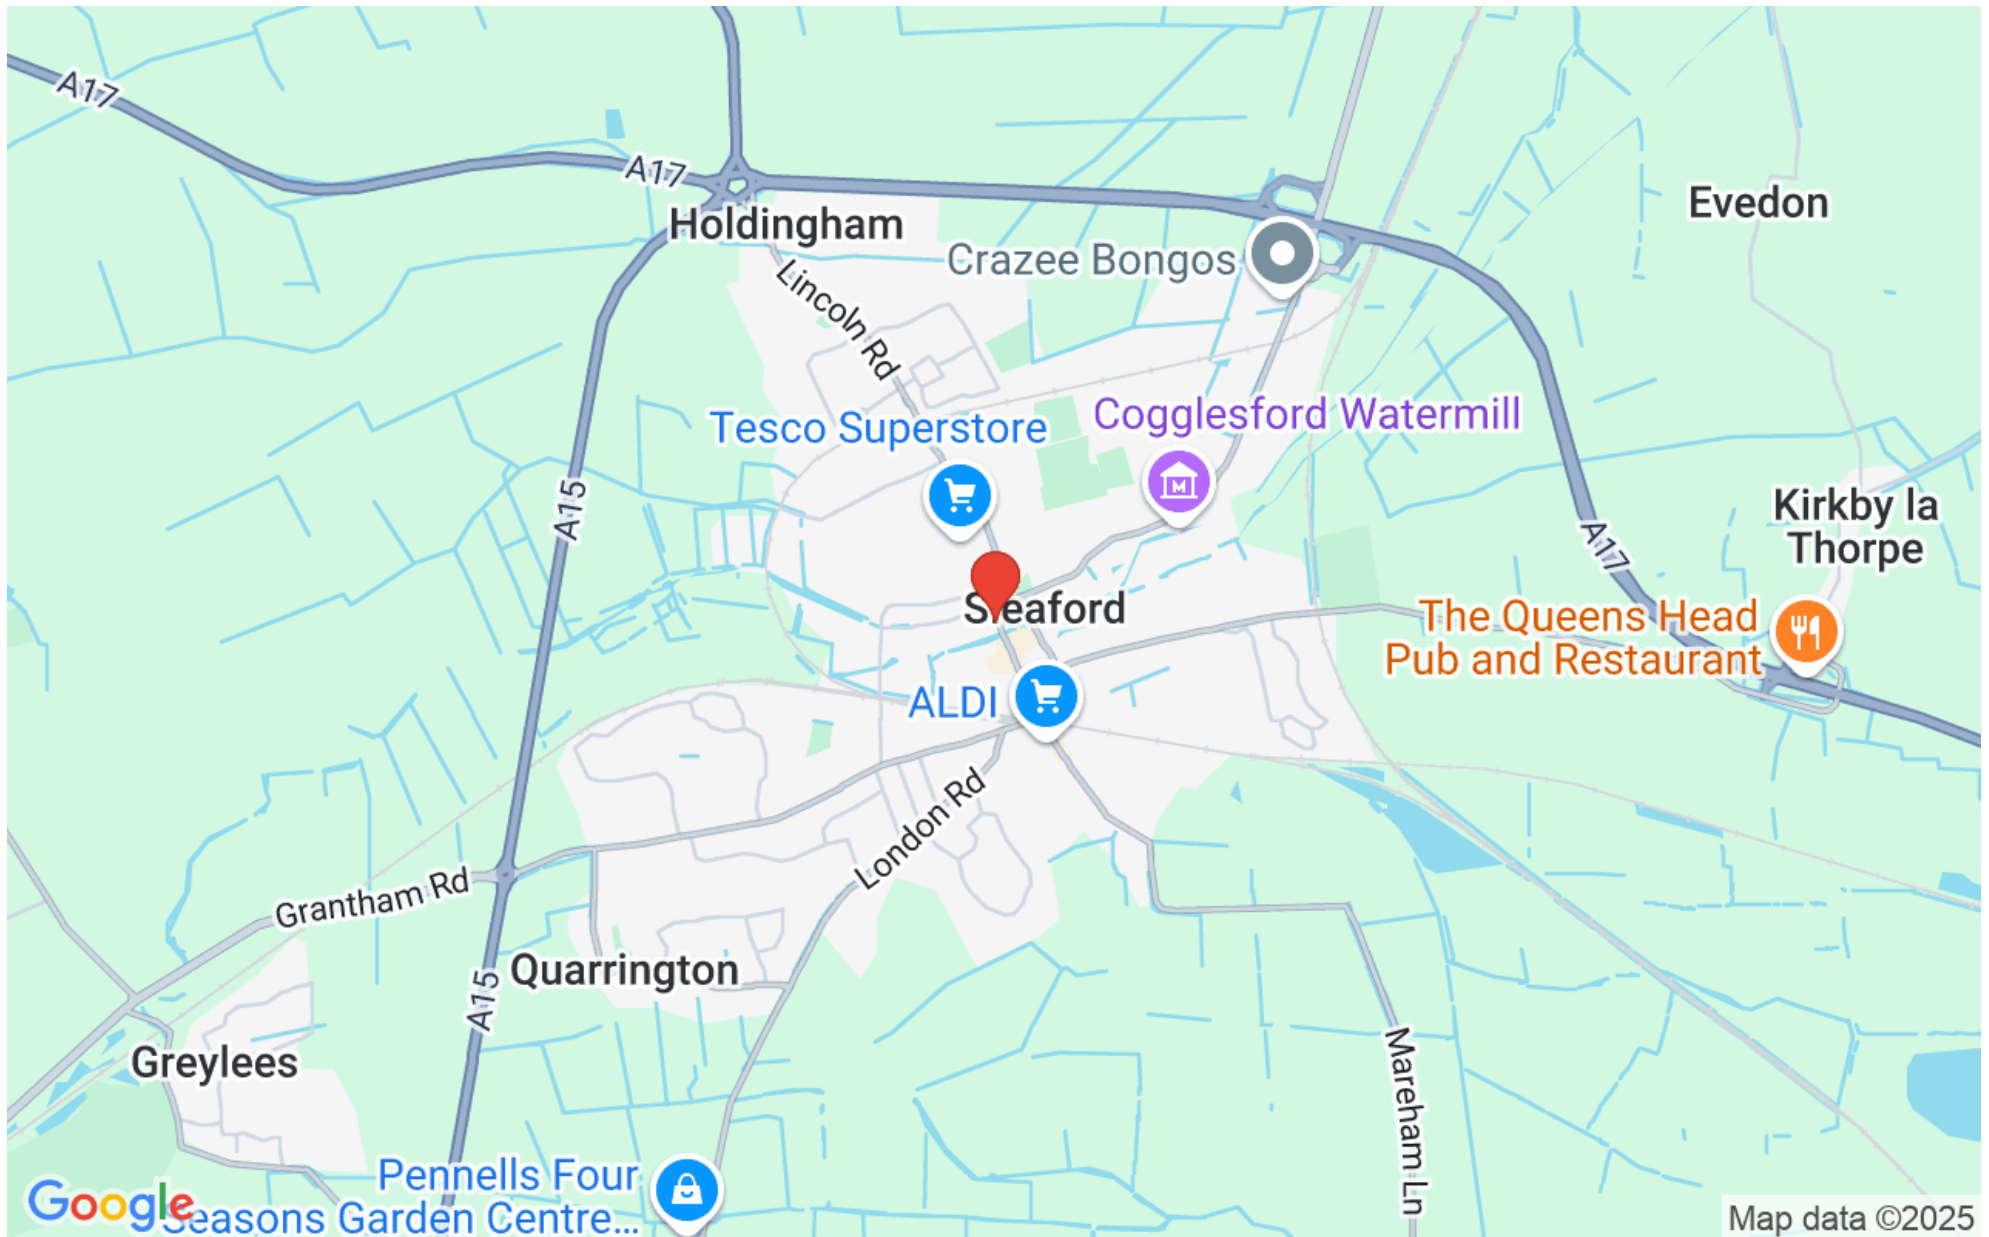 A17
A17
Holdingham
Evedon
Crazee Bongos
Lincoln Rd
Tesco Superstore
Cogglesford Watermill
A15
A17
Kirkby la
Thorpe
Sleaford
The Queens Head
Pub and Restaurant
ALDI
London Rd
Grantham Rd
Quarrington
A15
Greylees
Mareham Ln
Pennells Four
Seasons Garden Centre...
Google
Map data ©2025